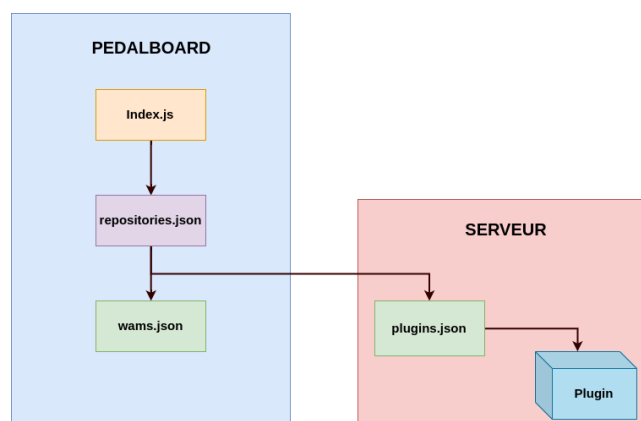 PEDALBOARD
Index.js
repositories.json
wams.json
SERVEUR
plugins.json
Plugin